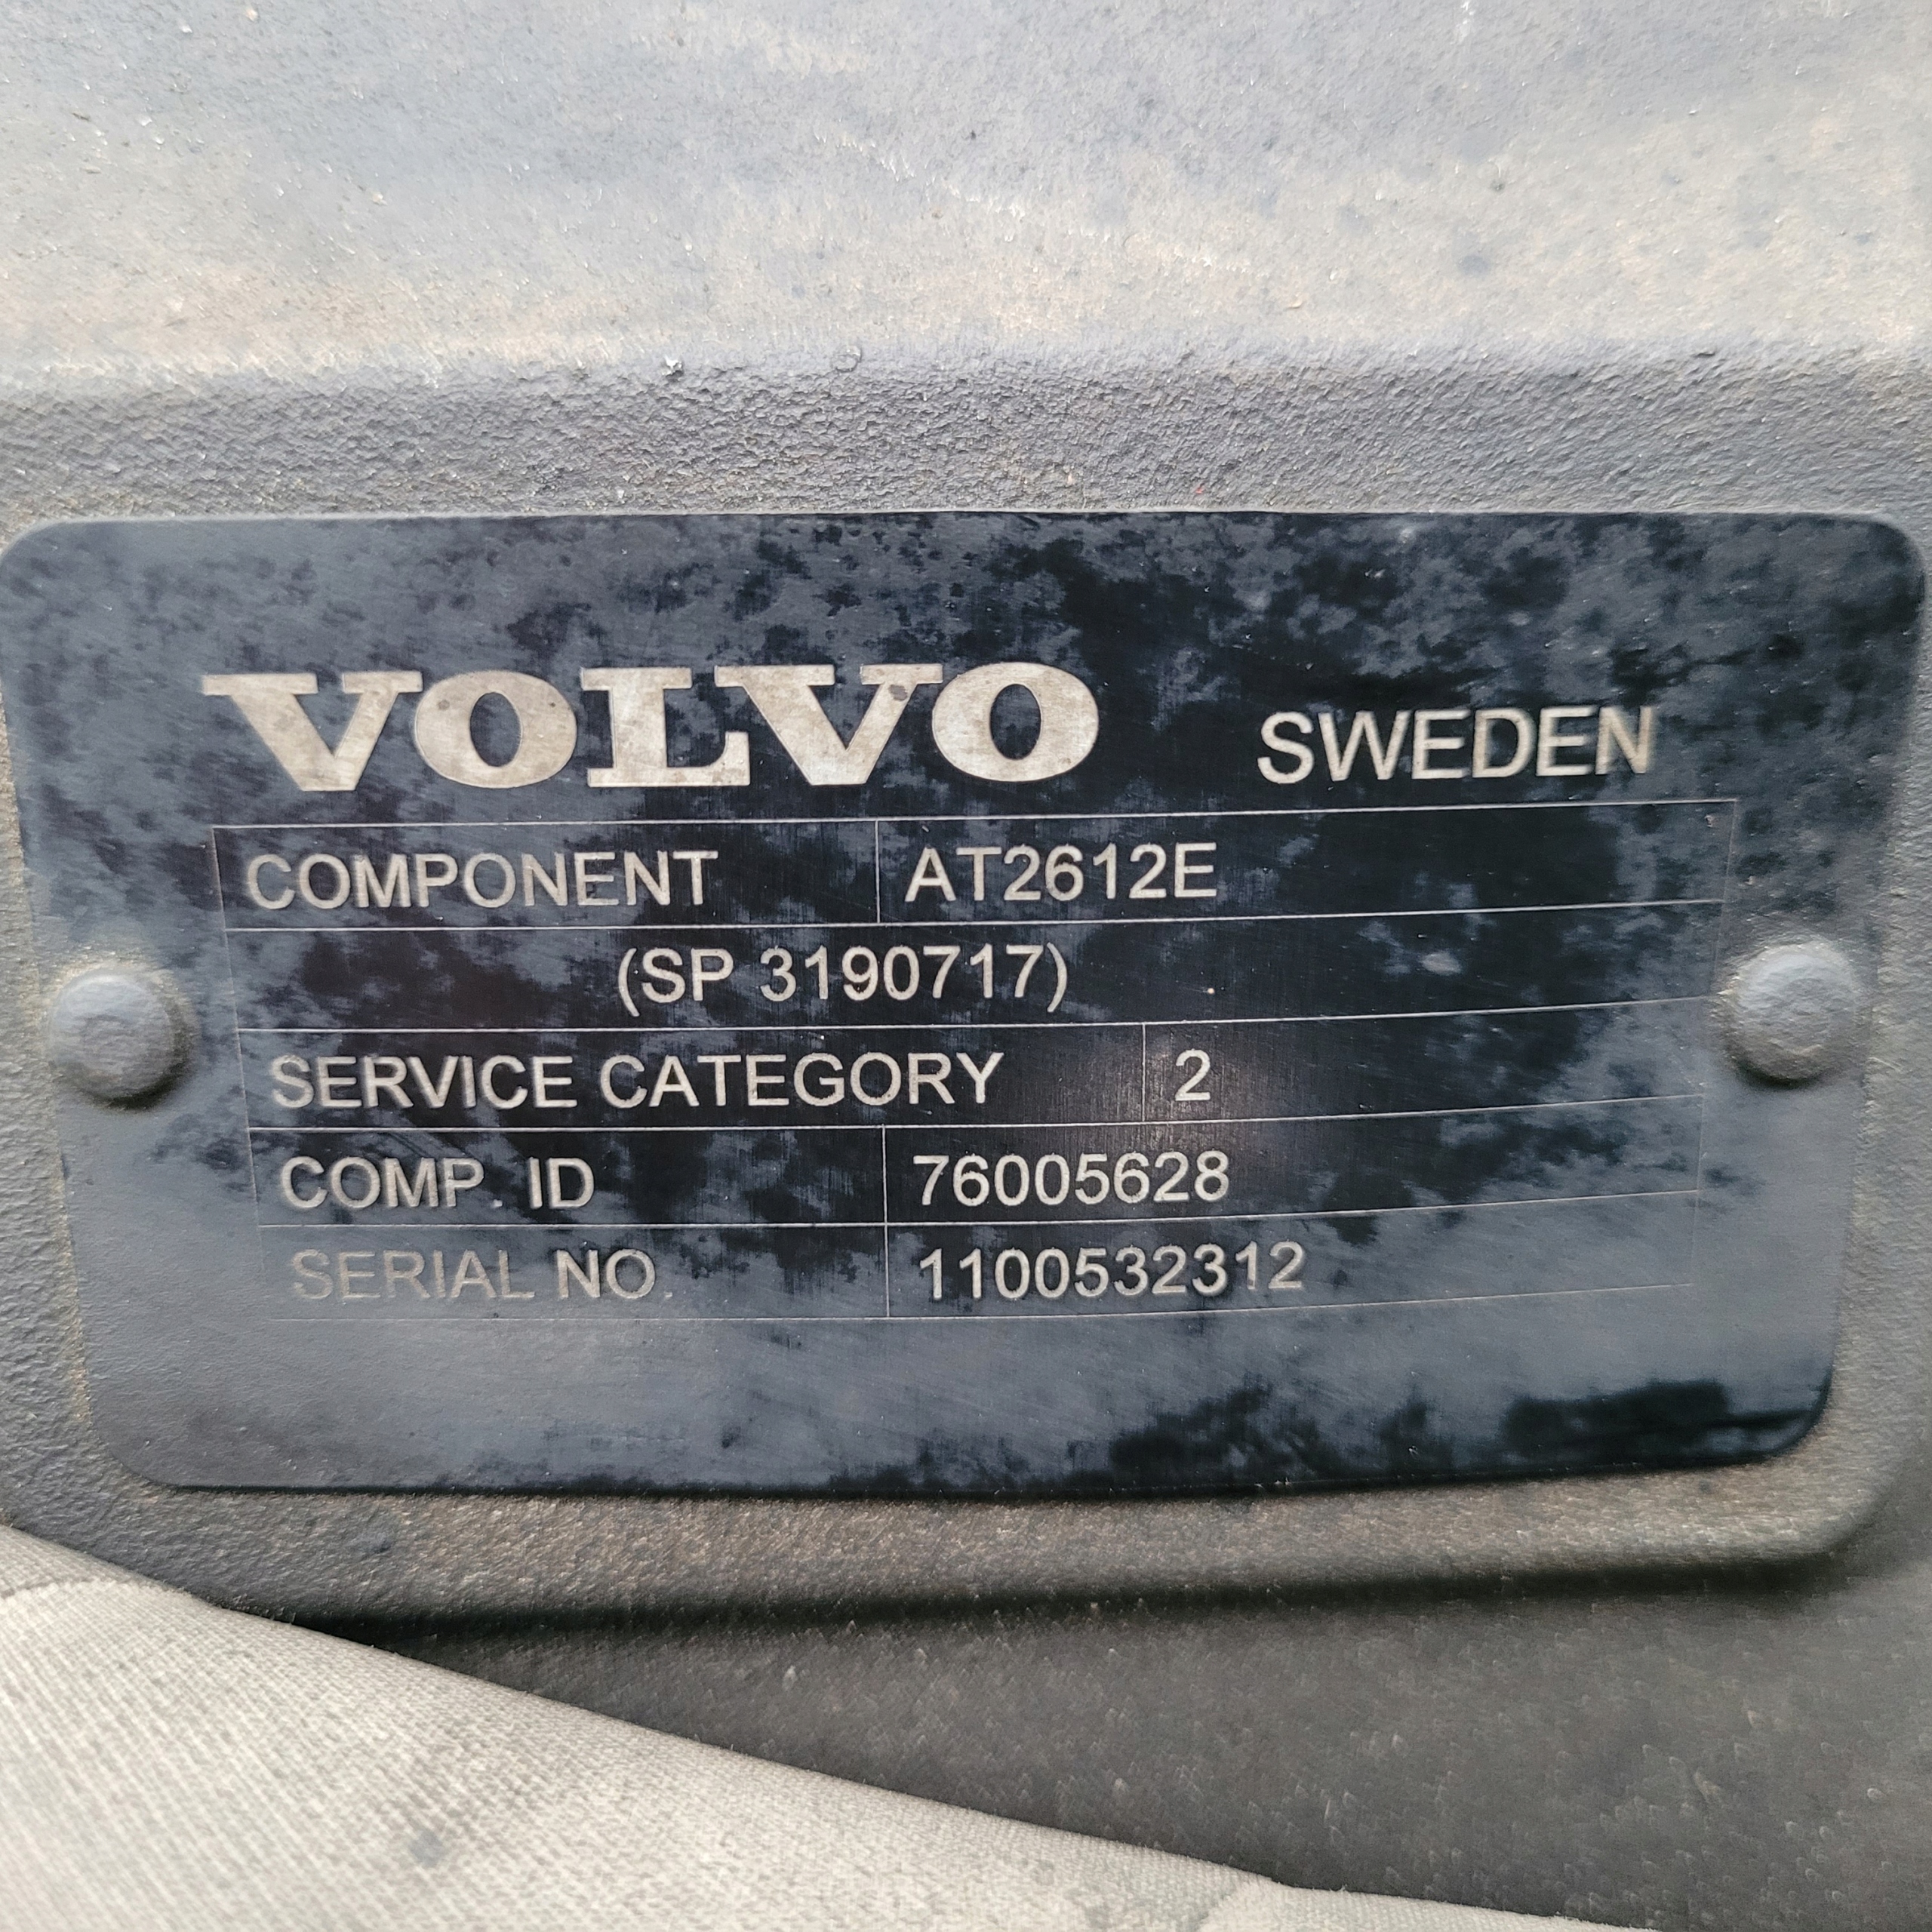 VOLVO SWEDEN
COMPONENT AT2612E
(SP 3190717)
SERVICE CATEGORY 2
COMP. ID 76005628
SERIAL NO. 1100532312